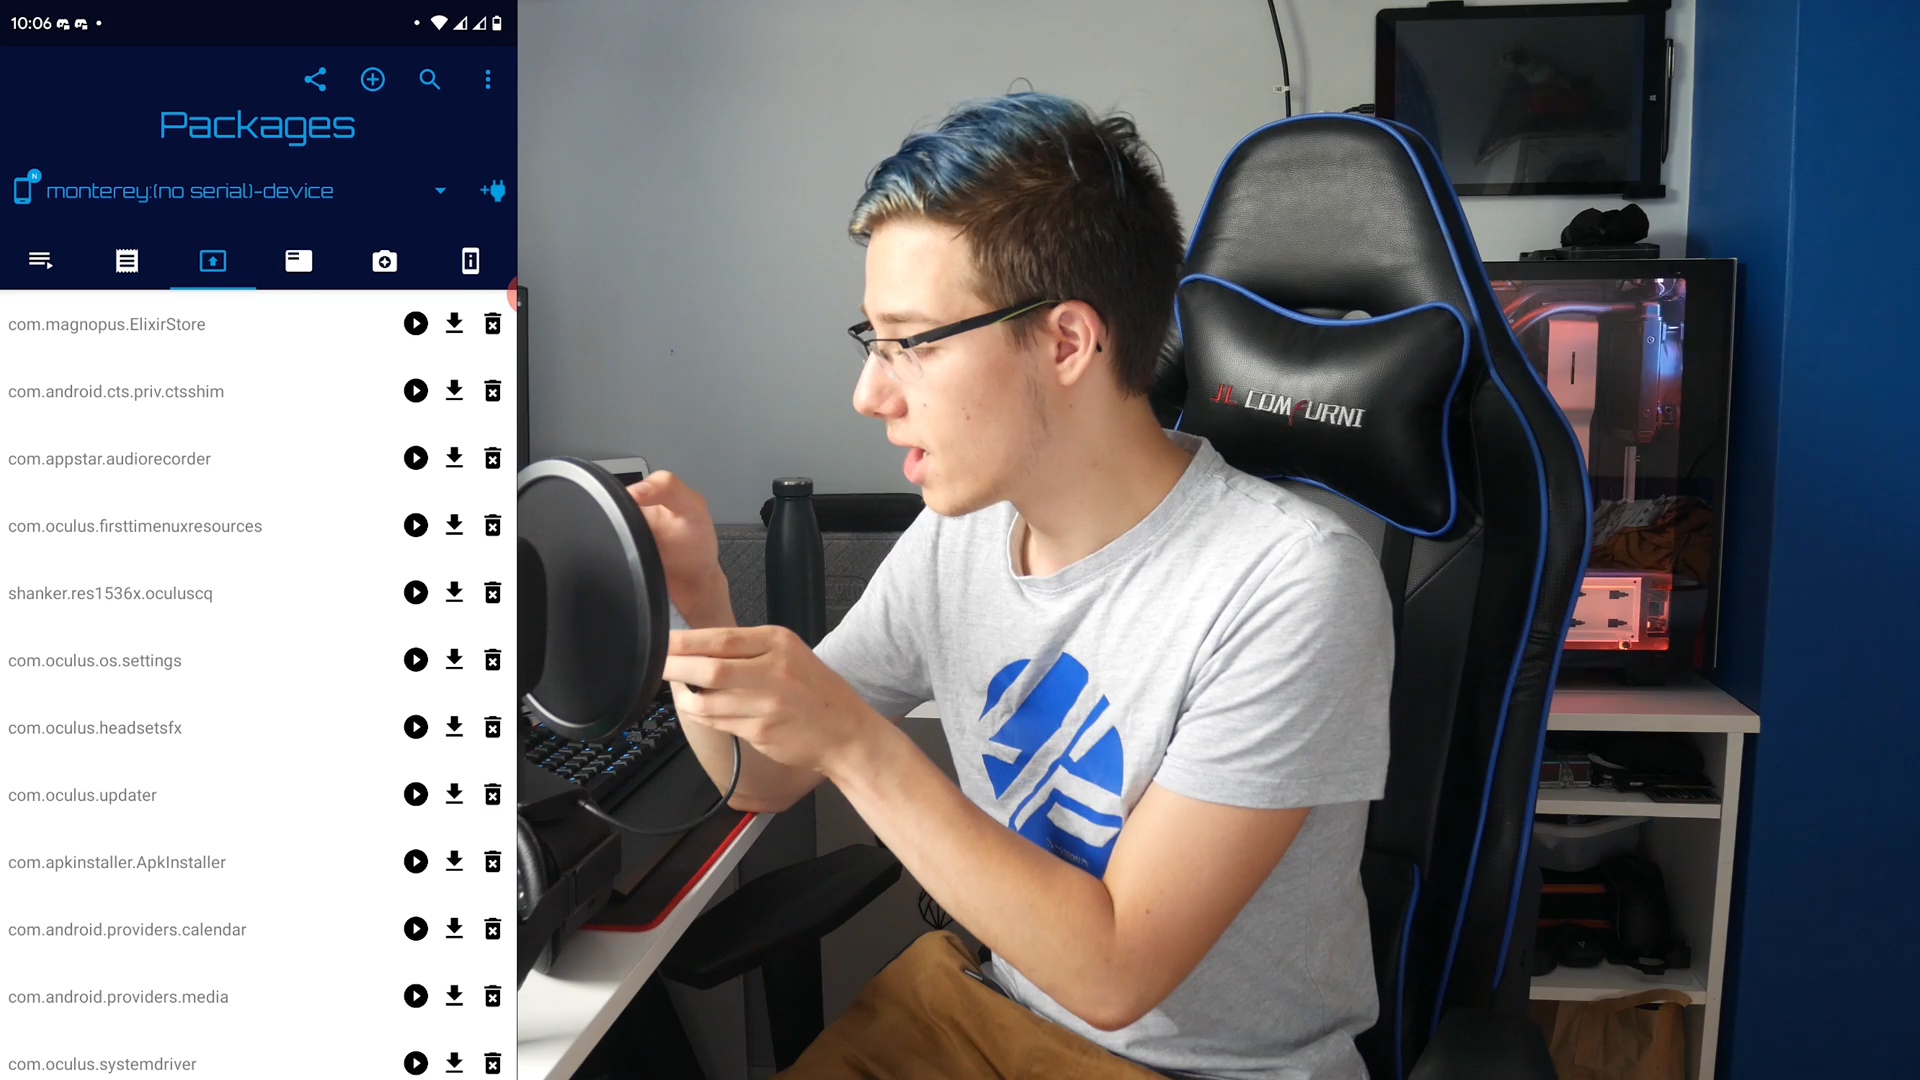 10:06
Packages
N
monterey:(no serial)-device
com.magnopus.ElixirStore
com.android.cts.priv.ctsshim
com.appstar.audiorecorder
com.oculus.firsttimenuxresources
shanker.res1536x.oculuscq
com.oculus.os.settings
com.oculus.headsetsfx
com.oculus.updater
com.apkinstaller.ApkInstaller
com.android.providers.calendar
com.android.providers.media
com.oculus.systemdriver
JL COMFURNI